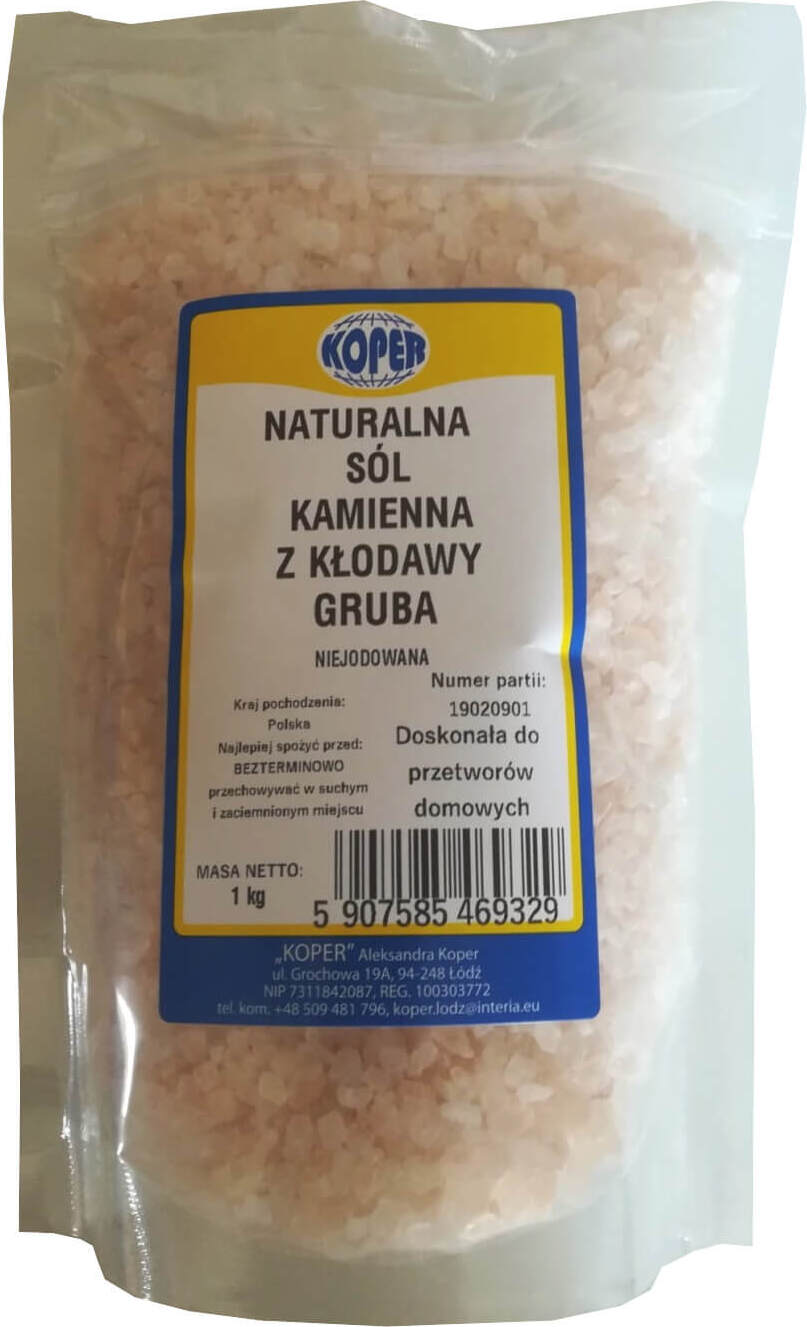 KOPER
NATURALNA
SÓL
KAMIENNA
Z KŁODAWY
GRUBA
NIEJODOWANA
Kraj pochodzenia:
Polska
Najlepiej spożyć przed:
BEZTERMINOWO
przechowywać w suchym
i zaciemnionym miejscu
Numer partii:
19020901
Doskonała do
przetworów
domowych
MASA NETTO:
1 kg
5 907585 469329
„KOPER” Aleksandra Koper
ul. Grochowa 19A, 94-248 Łódź
NIP 7311842087, REG. 100303772
tel. kom. +48 509 481 796, koper.lodz@interia.eu